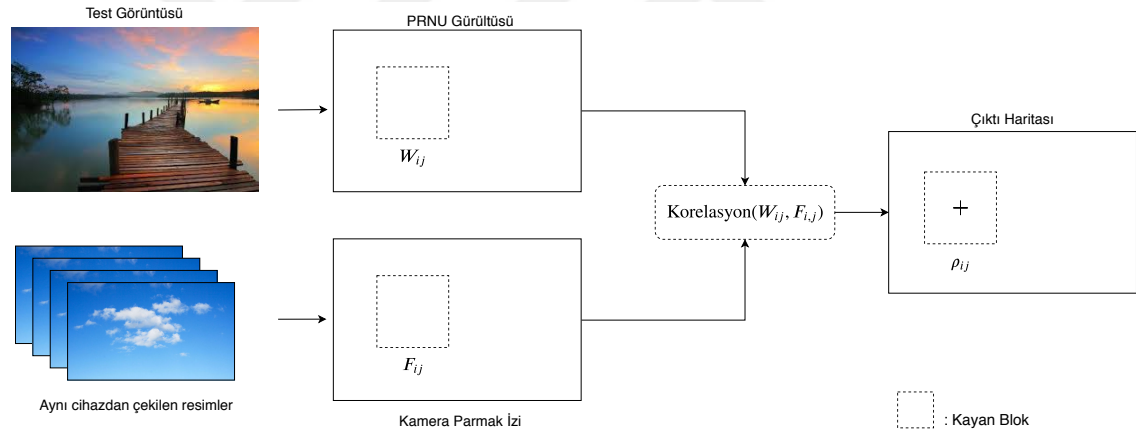 Test Görüntüsü
PRNU Gürültüsü
W_{ij}
Çıktı Haritası
Korelasyon(W_{ij}, F_{i,j})
+
ρ_{ij}
F_{ij}
Aynı cihazdan çekilen resimler
Kamera Parmak İzi
: Kayan Blok